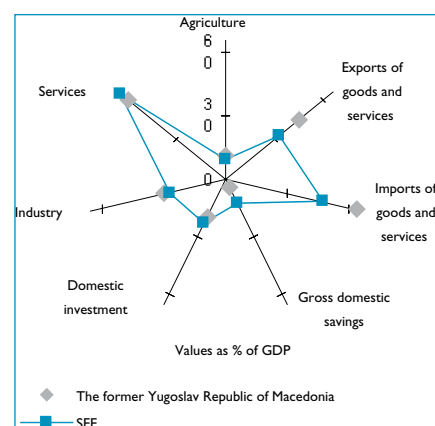 Agriculture
6
0
Exports of
goods and
services
Services
3
0
0
Imports of
goods and
services
Industry
Domestic
investment
Gross domestic
savings
Values as % of GDP
The former Yugoslav Republic of Macedonia